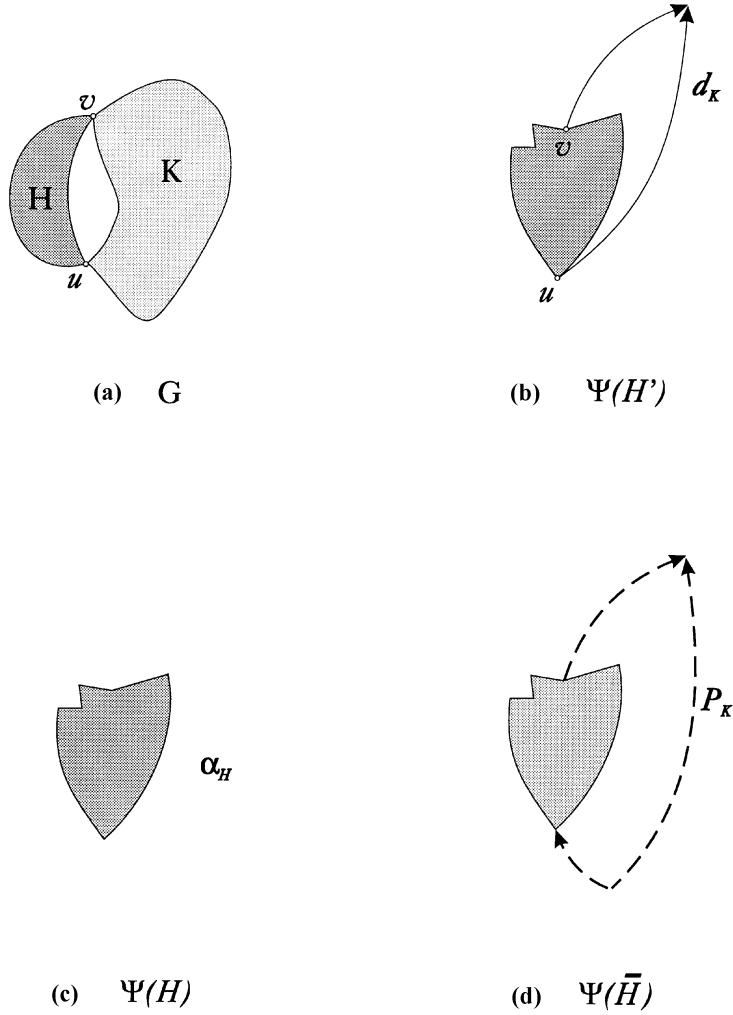 v
H
K
u
(a) G
d_K
v
u
(b) Ψ(H’)
α_H
(c) Ψ(H)
P_K
(d) Ψ(H̄)